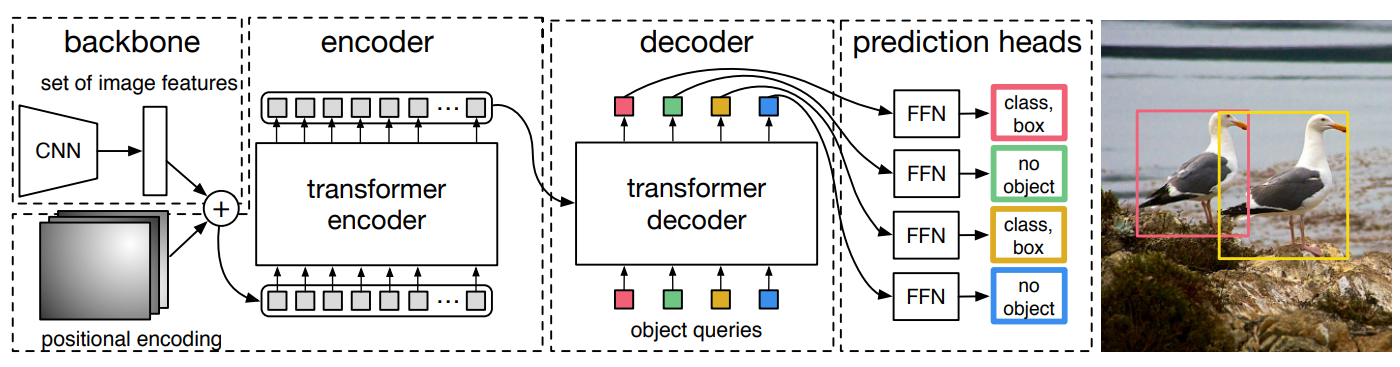 backbone
set of image features
CNN
+
positional encoding
encoder
...
transformer
encoder
...
decoder
transformer
decoder
object queries
prediction heads
FFN
class,
box
FFN
no
object
FFN
class,
box
FFN
no
object